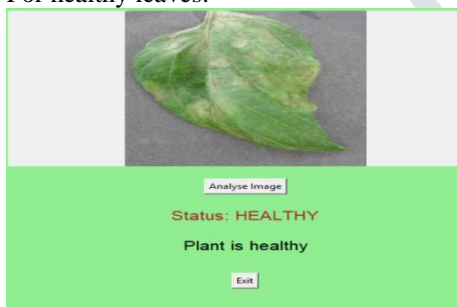 For healthy leaves:
Analyse Image
Status: HEALTHY
Plant is healthy
Exit